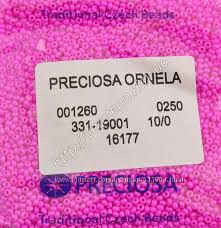 Traditional Czech Beads
PRECIOSA ORNELA
001260 0250
331-19001 10/0
16177
PRECIOSA
Traditional Czech Beads